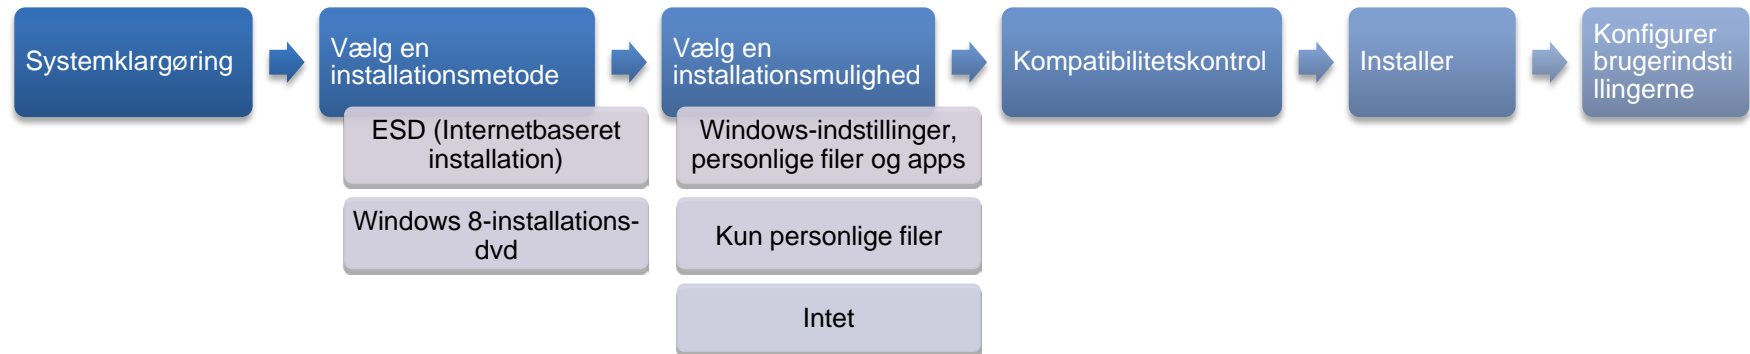 Systemklargøring
Vælg en
installationsmetode
ESD (Internetbaseret
installation)
Windows 8-installations-
dvd
Vælg en
installationsmulighed
Windows-indstillinger,
personlige filer og apps
Kun personlige filer
Intet
Kompatibilitetskontrol
Installer
Konfigurer
brugerindsti
llingerne